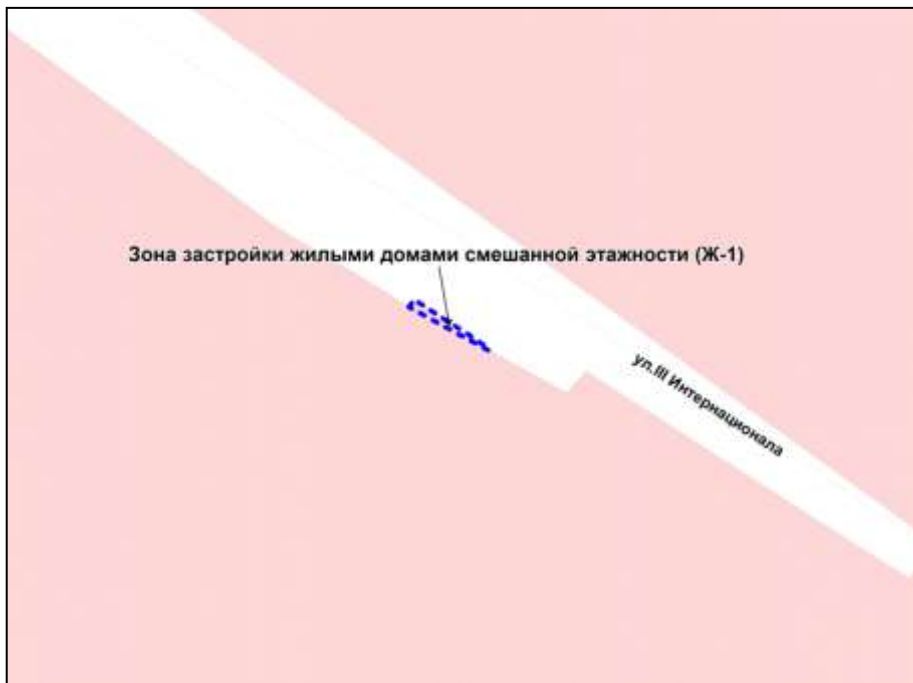 Зона застройки жилыми домами смешанной этажности (Ж-1)
ул.III Интернационала